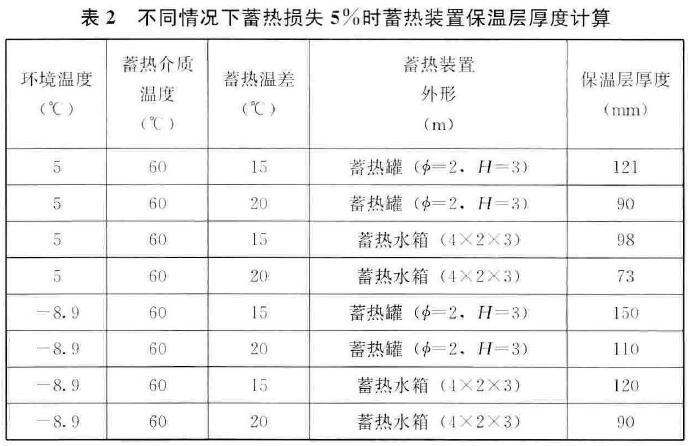 表 2 不同情况下蓄热损失 5%时蓄热装置保温层厚度计算
环境温度 (℃) 蓄热介质温度 (℃) 蓄热温差 (℃) 蓄热装置外形 (m) 保温层厚度 (mm)
5 60 15 蓄热罐 (ϕ=2, H=3) 121
5 60 20 蓄热罐 (ϕ=2, H=3) 90
5 60 15 蓄热水箱 (4×2×3) 98
5 60 20 蓄热水箱 (4×2×3) 73
-8.9 60 15 蓄热罐 (ϕ=2, H=3) 150
-8.9 60 20 蓄热罐 (ϕ=2, H=3) 110
-8.9 60 15 蓄热水箱 (4×2×3) 120
-8.9 60 20 蓄热水箱 (4×2×3) 90